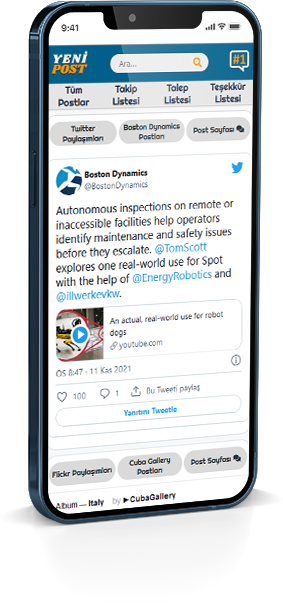 9:41
YENİ
POST
Ara...
#1
Tüm Postlar
Takip Listesi
Tolep Listesi
Teşekkür Listesi
Twitter Paylaşımları
Boston Dynamics Postları
Post Sayfası
Boston Dynamics
@BostonDynamics
Autonomous inspections on remote or
inaccessible facilities help operators
identify maintenance and safety issues
before they escalate. @TomScott
explores one real-world use for Spot
with the help of @EnergyRobotics and
@illwerkevkw.
An actual, real-world use for robot
dogs
youtube.com
ÖS 8:47 · 11 Kas 2021
100
1
Bu Tweeti paylaş
Yanıtını Tweetle
Flickr Paylaşımları
Cuba Gallery Postları
Post Sayfası
Album — Italy by ▶ CubaGallery